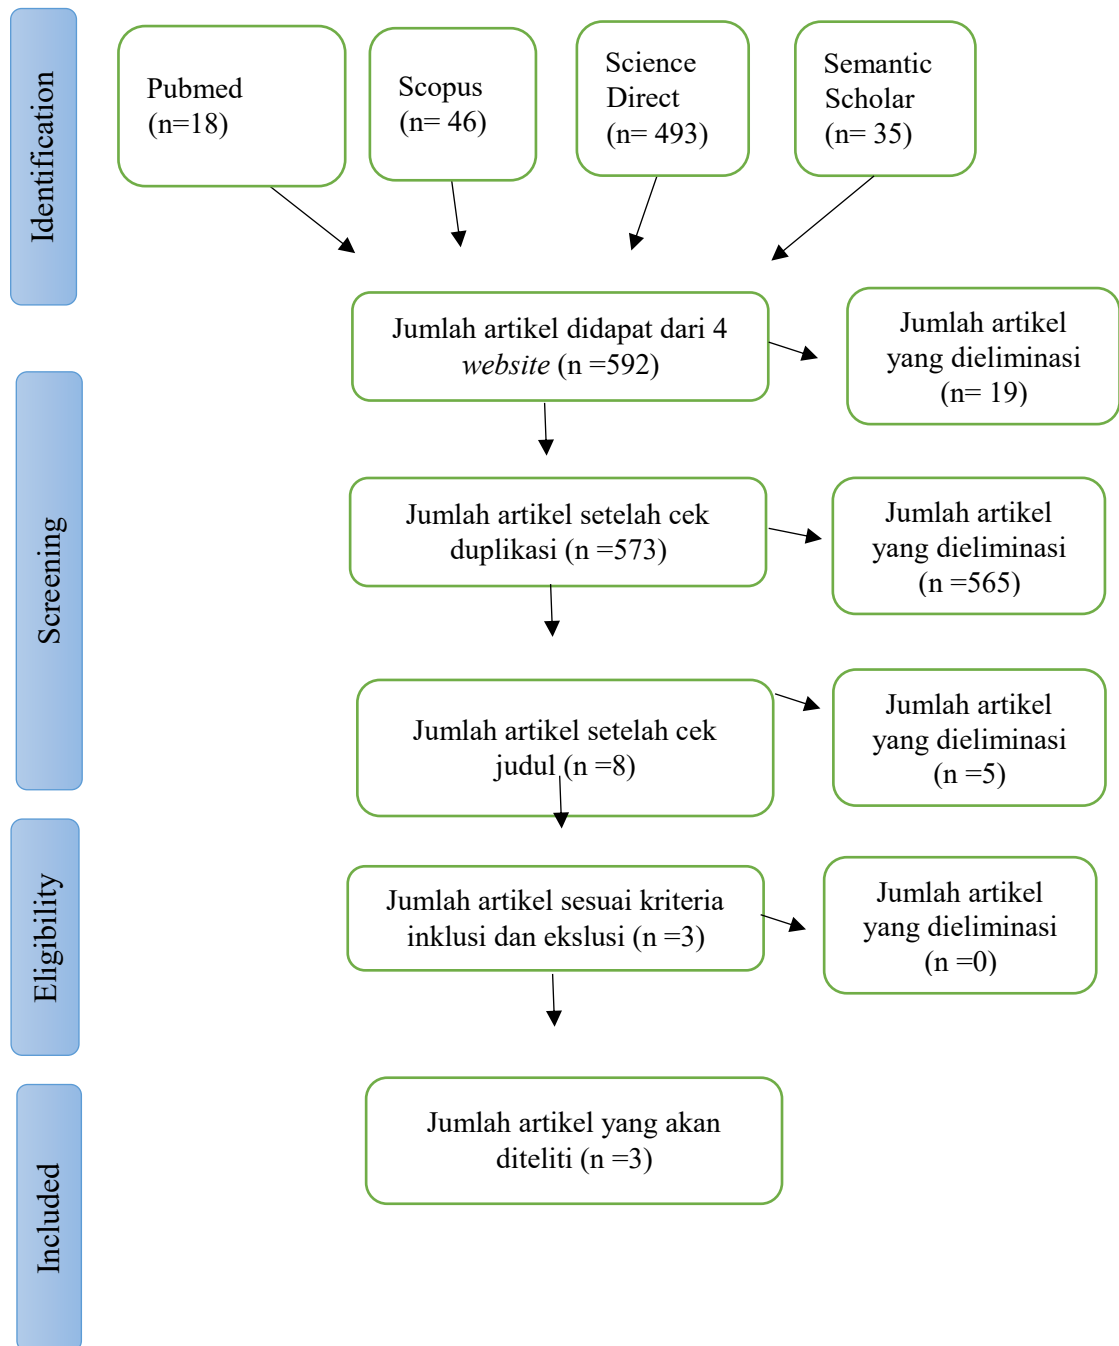 Identification
Pubmed
(n=18)
Scopus
(n= 46)
Science
Direct
(n= 493)
Semantic
Scholar
(n= 35)
Jumlah artikel didapat dari 4
website (n =592)
Jumlah artikel
yang dieliminasi
(n= 19)
Screening
Jumlah artikel setelah cek
duplikasi (n =573)
Jumlah artikel
yang dieliminasi
(n =565)
Jumlah artikel setelah cek
judul (n =8)
Jumlah artikel
yang dieliminasi
(n =5)
Eligibility
Jumlah artikel sesuai kriteria
inklusi dan ekslusi (n =3)
Jumlah artikel
yang dieliminasi
(n =0)
Included
Jumlah artikel yang akan
diteliti (n =3)